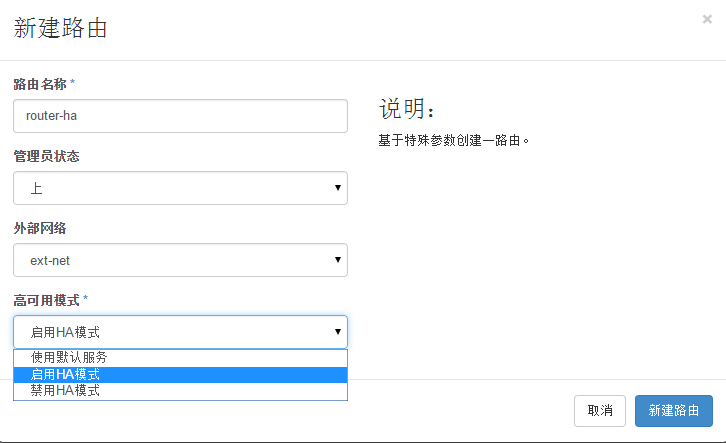 新建路由
×
路由名称 *
router-ha
管理员状态
上
外部网络
ext-net
高可用模式 *
启用HA模式
使用默认服务
启用HA模式
禁用HA模式
说明：
基于特殊参数创建一路由。
取消
新建路由